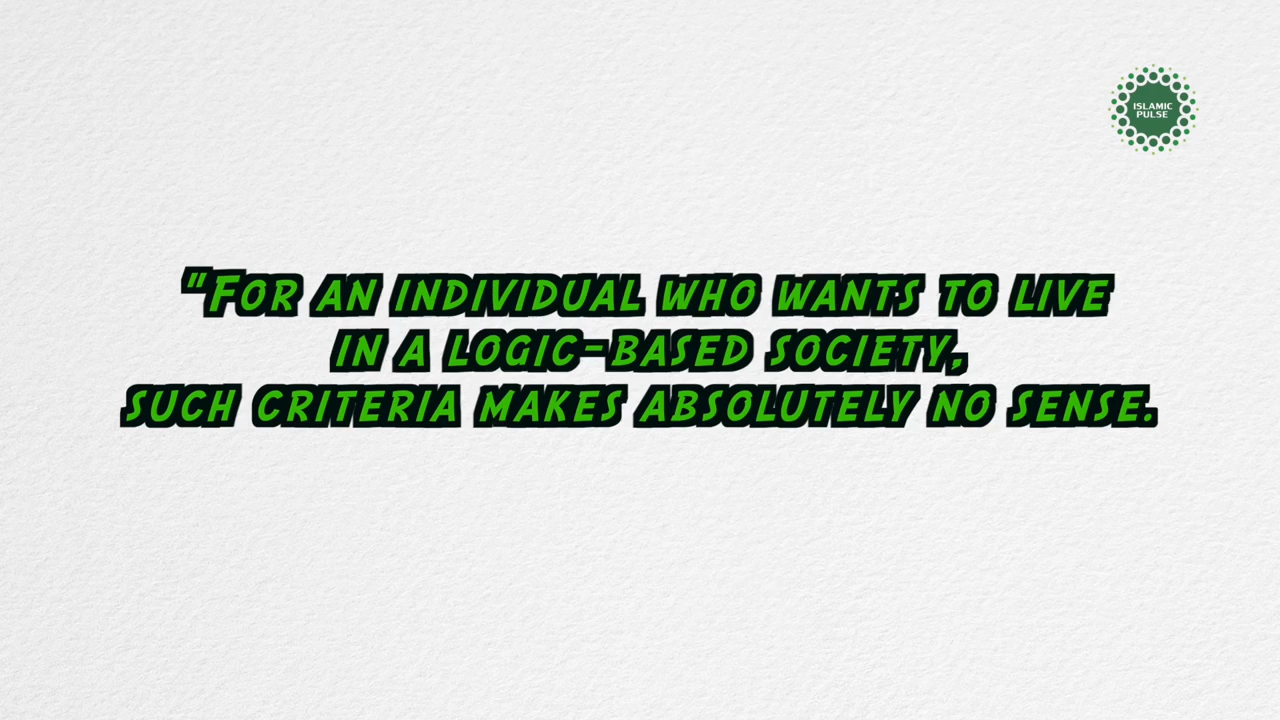 ISLAMIC
PULSE
"FOR AN INDIVIDUAL WHO WANTS TO LIVE
IN A LOGIC-BASED SOCIETY,
SUCH CRITERIA MAKES ABSOLUTELY NO SENSE.